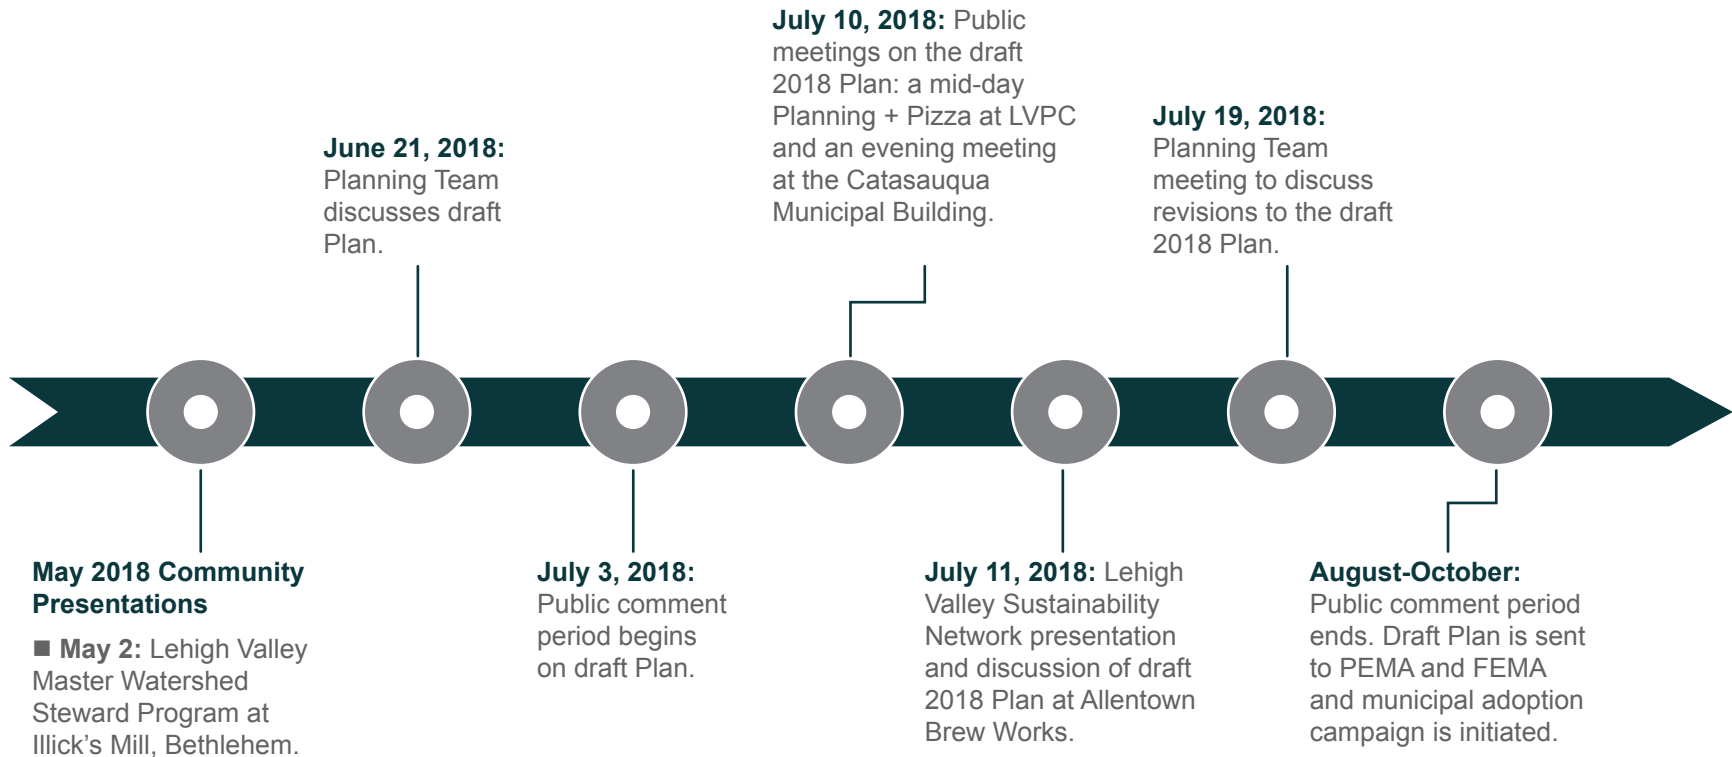 July 10, 2018: Public
meetings on the draft
2018 Plan: a mid-day
Planning + Pizza at LVPC
and an evening meeting
at the Catasauqua
Municipal Building.
July 19, 2018:
Planning Team
meeting to discuss
revisions to the draft
2018 Plan.
June 21, 2018:
Planning Team
discusses draft
Plan.
May 2018 Community
Presentations
■ May 2: Lehigh Valley
Master Watershed
Steward Program at
Illick’s Mill, Bethlehem.
July 3, 2018:
Public comment
period begins
on draft Plan.
July 11, 2018: Lehigh
Valley Sustainability
Network presentation
and discussion of draft
2018 Plan at Allentown
Brew Works.
August-October:
Public comment period
ends. Draft Plan is sent
to PEMA and FEMA
and municipal adoption
campaign is initiated.